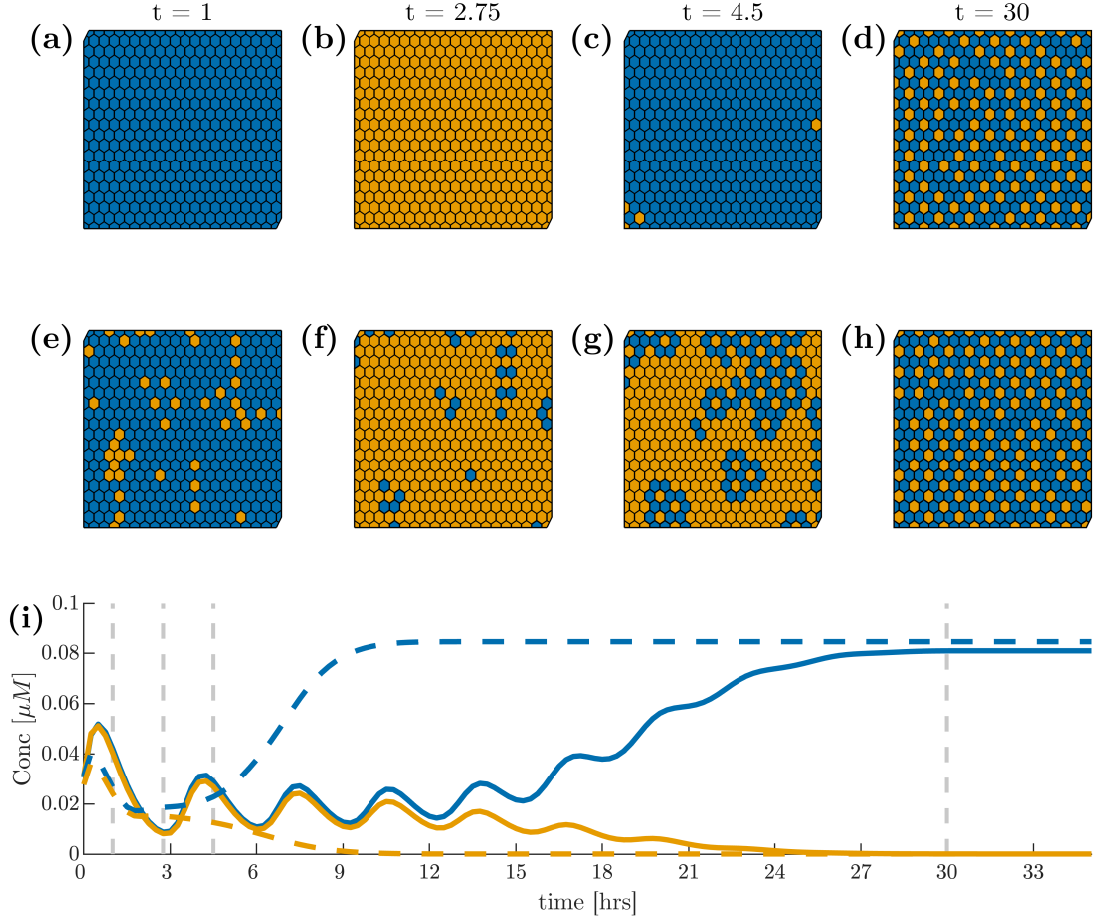 t = 1 t = 2.75 t = 4.5 t = 30
(a) (b) (c) (d)
(e) (f) (g) (h)
(i)
0.1
0.08
0.06
0.04
0.02
0
Conc [μM]
0 3 6 9 12 15 18 21 24 27 30 33
time [hrs]